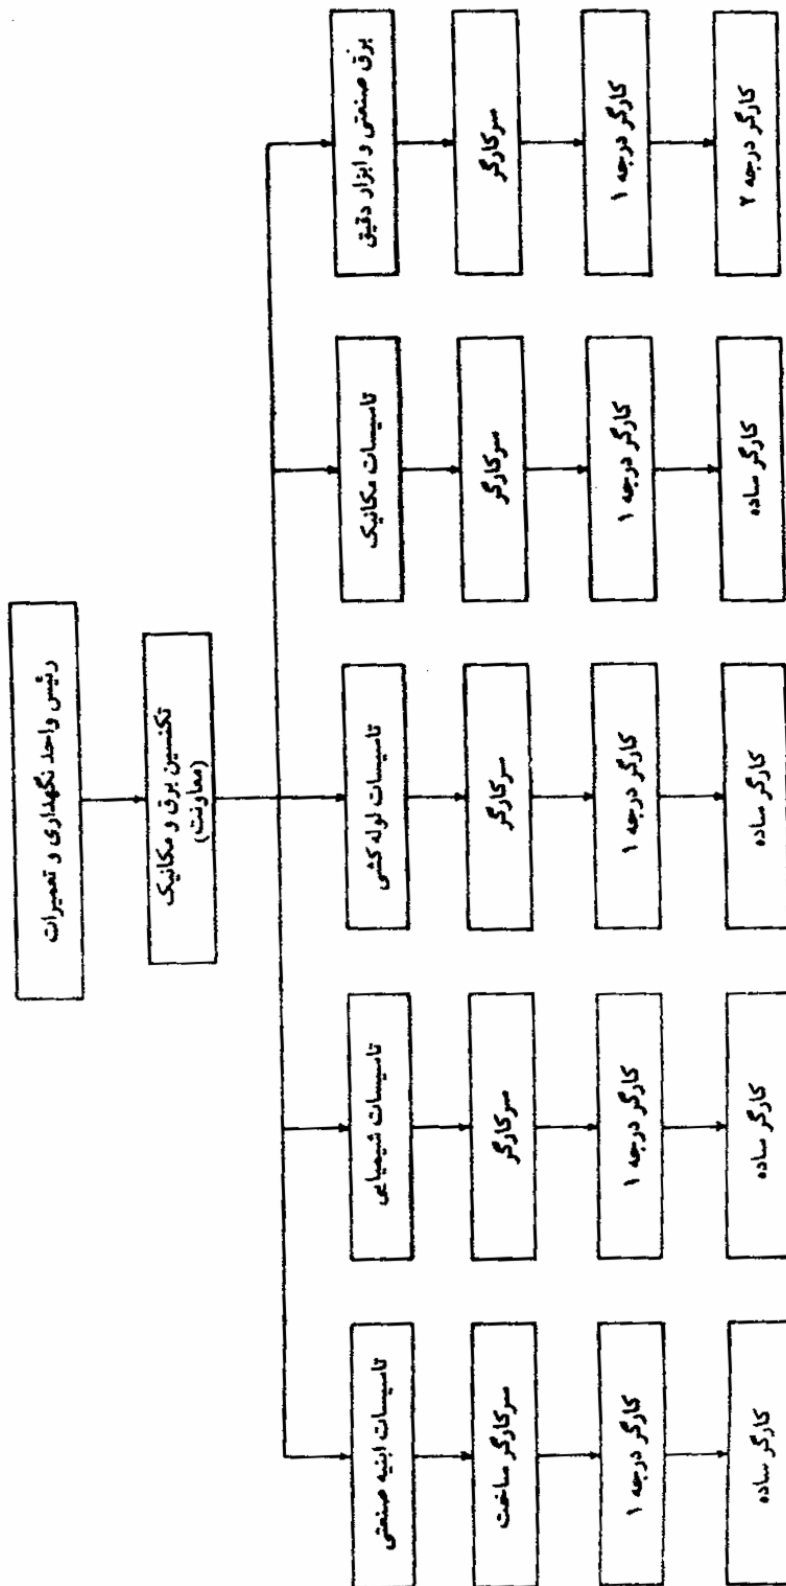 رئیس واحد نگهداری و تعمیرات
تکنسین برق و مکانیک
(معاونت)
برق صنعتی و ابزار دقیق
تاسیسات مکانیک
تاسیسات لوله کشی
تاسیسات شیمیایی
تاسیسات ابنیه صنعتی
سرکارگر
سرکارگر
سرکارگر
سرکارگر
سرکارگر ساخت
کارگر درجه ۱
کارگر درجه ۱
کارگر درجه ۱
کارگر درجه ۱
کارگر درجه ۱
کارگر درجه ۲
کارگر ساده
کارگر ساده
کارگر ساده
کارگر ساده